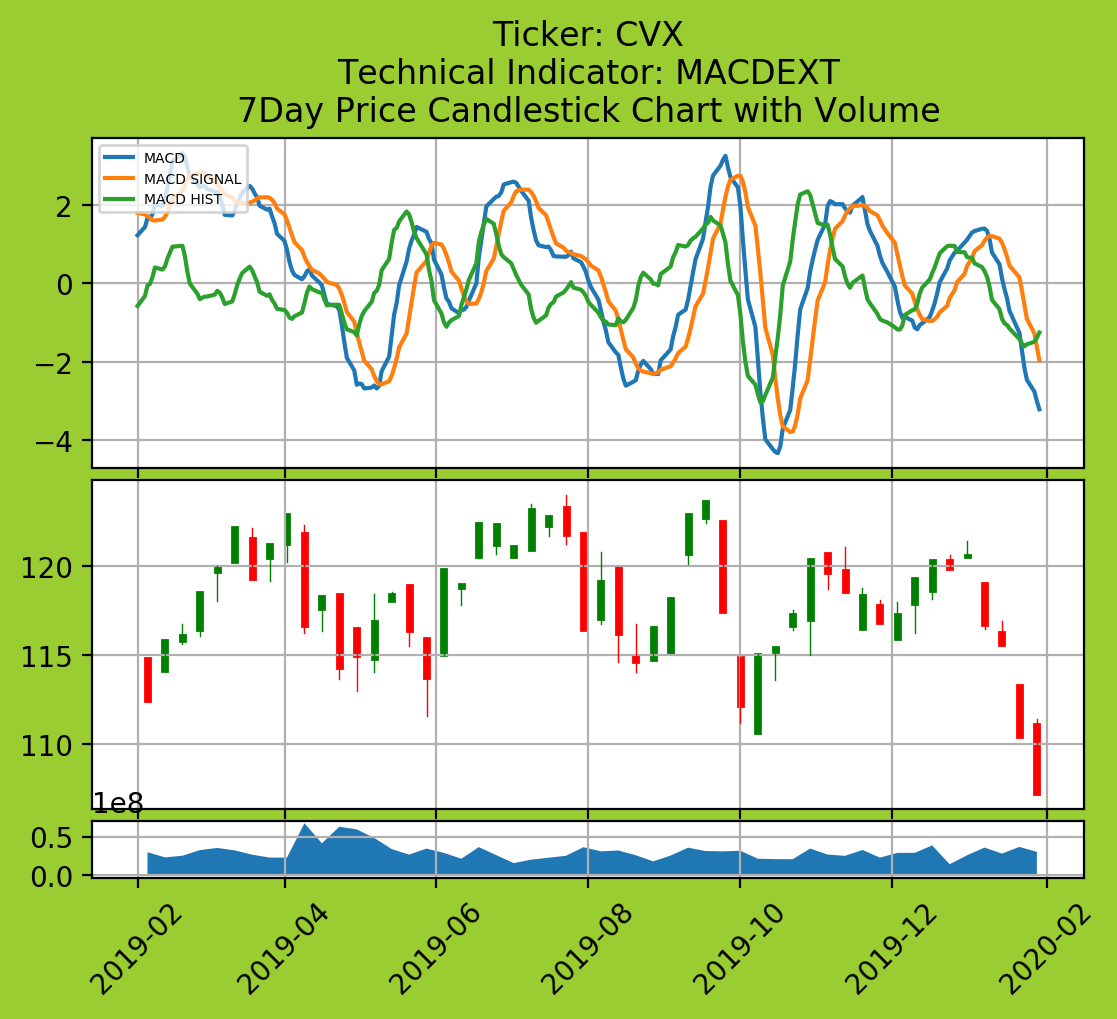 Ticker: CVX
Technical Indicator: MACDEXT
7Day Price Candlestick Chart with Volume
MACD
MACD SIGNAL
MACD HIST
2
0
−2
−4
120
115
110
1e8
0.5
0.0
2019-02
2019-04
2019-06
2019-08
2019-10
2019-12
2020-02